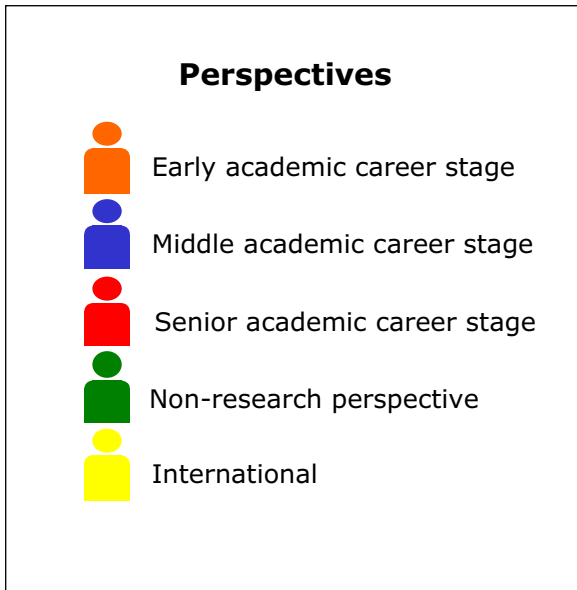 Perspectives
Early academic career stage
Middle academic career stage
Senior academic career stage
Non-research perspective
International